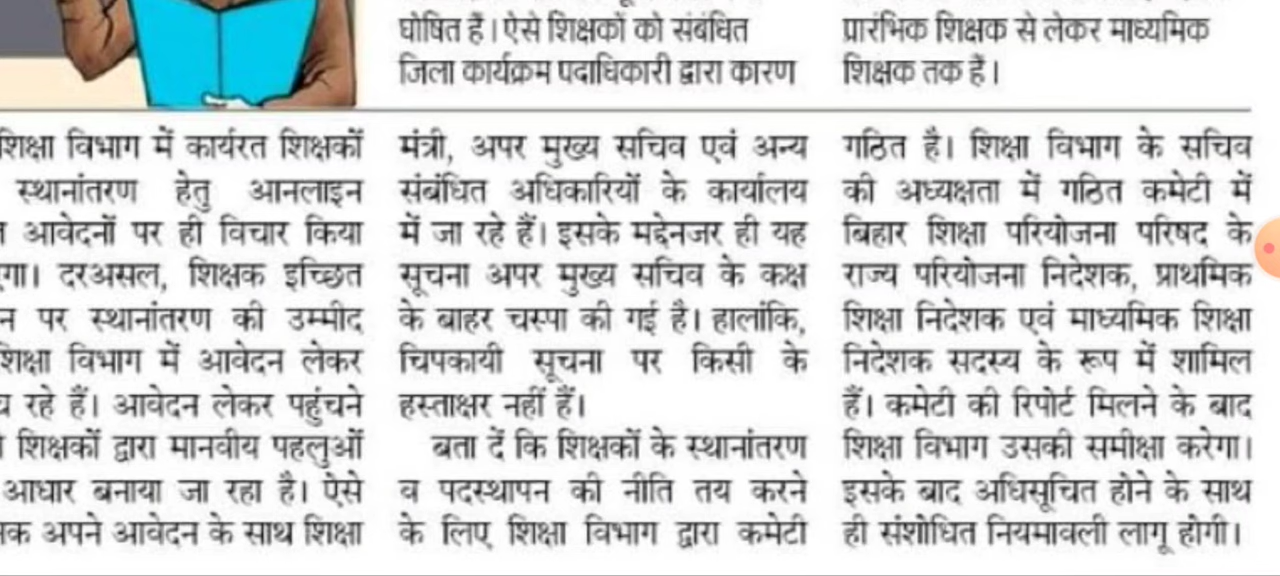 घोषित हैं। ऐसे शिक्षकों को संबंधित
जिला कार्यक्रम पदाधिकारी द्वारा कारण
प्रारंभिक शिक्षक से लेकर माध्यमिक
शिक्षक तक हैं।
शिक्षा विभाग में कार्यरत शिक्षकों
स्थानांतरण हेतु आनलाइन
आवेदनों पर ही विचार किया
दरअसल, शिक्षक इच्छित
पर स्थानांतरण की उम्मीद
शिक्षा विभाग में आवेदन लेकर
रहे हैं। आवेदन लेकर पहुंचने
शिक्षकों द्वारा मानवीय पहलुओं
आधार बनाया जा रहा है। ऐसे
अपने आवेदन के साथ शिक्षा
मंत्री, अपर मुख्य सचिव एवं अन्य
संबंधित अधिकारियों के कार्यालय
में जा रहे हैं। इसके मद्देनजर ही यह
सूचना अपर मुख्य सचिव के कक्ष
के बाहर चस्पा की गई है। हालांकि,
चिपकायी सूचना पर किसी के
हस्ताक्षर नहीं हैं।
बता दें कि शिक्षकों के स्थानांतरण
व पदस्थापन की नीति तय करने
के लिए शिक्षा विभाग द्वारा कमेटी
गठित है। शिक्षा विभाग के सचिव
की अध्यक्षता में गठित कमेटी में
बिहार शिक्षा परियोजना परिषद के
राज्य परियोजना निदेशक, प्राथमिक
शिक्षा निदेशक एवं माध्यमिक शिक्षा
निदेशक सदस्य के रूप में शामिल
हैं। कमेटी की रिपोर्ट मिलने के बाद
शिक्षा विभाग उसकी समीक्षा करेगा।
इसके बाद अधिसूचित होने के साथ
ही संशोधित नियमावली लागू होगी।